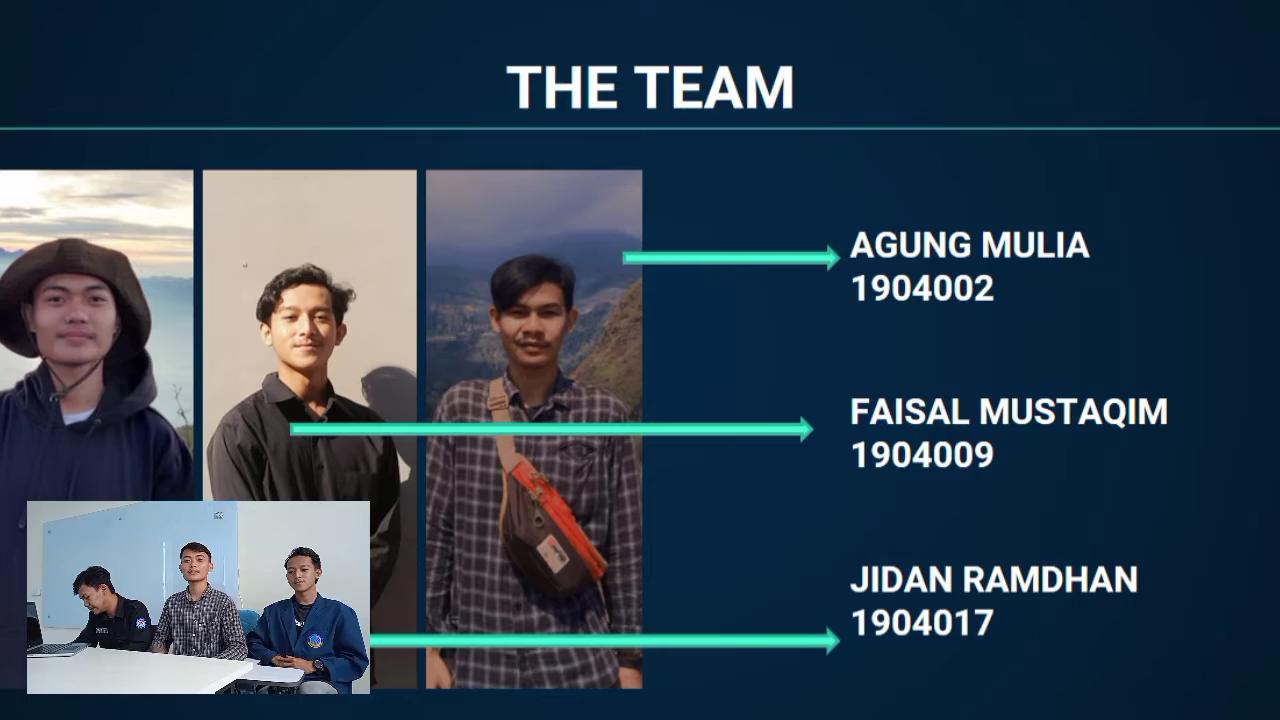 THE TEAM
AGUNG MULIA
1904002
FAISAL MUSTAQIM
1904009
JIDAN RAMDHAN
1904017